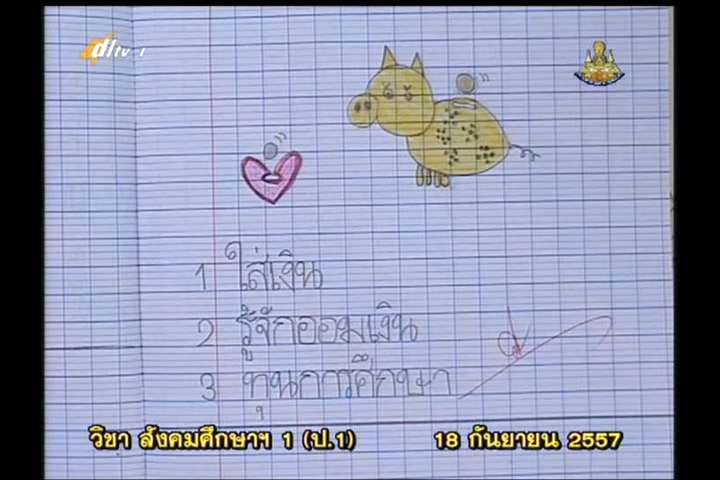 dltv 1
1 ใส่เงิน
2 รู้จักออมเงิน
3 ทุนการศึกษา
วิขา สังคมศึกษาฯ 1 (ป.1) 18 กันยายน 2557